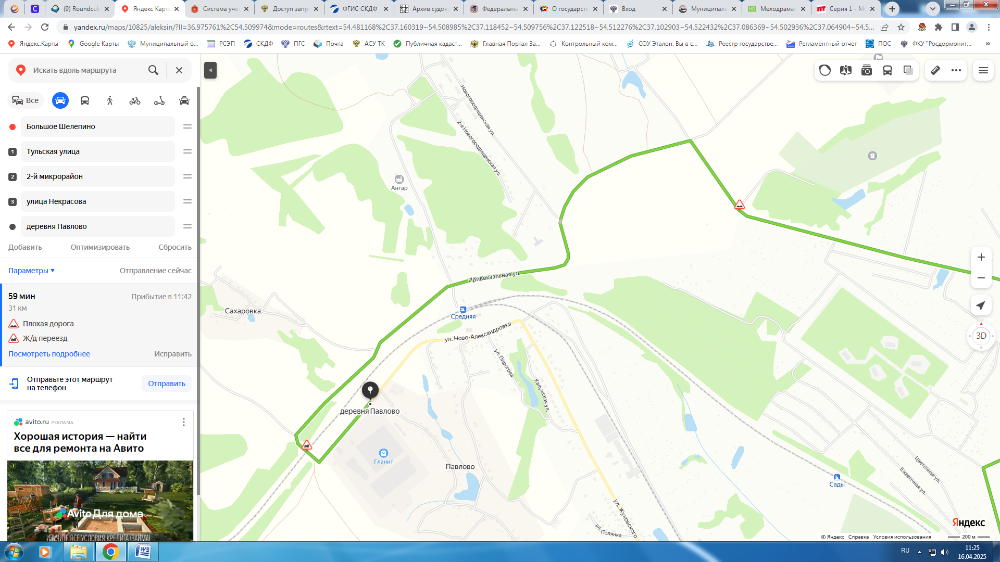 (9) Roundcub
Яндекс Карт
Система учё
Доступ запр
ФГИС СКДФ
Архив судок
Федеральнь
О государст
Вход
Муниципаль
Мелодрамат
Серия 1 - М
yandex.ru/maps/10825/aleksin/?ll=36.975761%2C54.509974&mode=routes&rtext=54.481168%2C37.160319~54.508985%2C37.118452~54.509756%2C37.122518~54.512276%2C37.102903~54.522432%2C37.086369~54.502936%2C37.064904~54.5...
Яндекс.Карты
Google Карты
Муниципальный о...
РСЭП
СКДФ
ПГС
Почта
АСУ ТК
Публичная кадаст...
Главная Портал За...
Контрольный ком...
СОУ Эталон. Вы в с...
Реестр государстве...
Регламентный отчет
ПОС
ФКУ "Росдормонит...
»
Искать вдоль маршрута
Все
Большое Шелепино
1 Тульская улица
2 2-й микрорайон
3 улица Некрасова
деревня Павлово
Добавить
Оптимизировать
Сбросить
Параметры
Отправление сейчас
59 мин
Прибытие в 11:42
31 км
Плохая дорога
Ж/д переезд
Посмотреть подробнее
Исправить
Отправьте этот маршрут
на телефон
Отправить
avito.ru РЕКЛАМА
Хорошая история — найти
все для ремонта на Авито
Avito Для дома
ИЗУЧИТЕ ВСЕ УСЛОВИЯ КРЕДИТА (ЗАЙМА)
Новогородищенская ул.
2-я Новогородищенская ул.
Ангар
Привокзальная ул.
Сахаровка
Средняя
ул. Ново-Александровка
ул. Пирогова
Калужская ул.
деревня Павлово
Гланит
Павлово
ул. Жуковского
ул. Полянка
Сады
Цветочная ул.
Ежевичная ул.
3D
Яндекс
© Яндекс Справка Условия использования
200 м
RU
11:25
16.04.2025